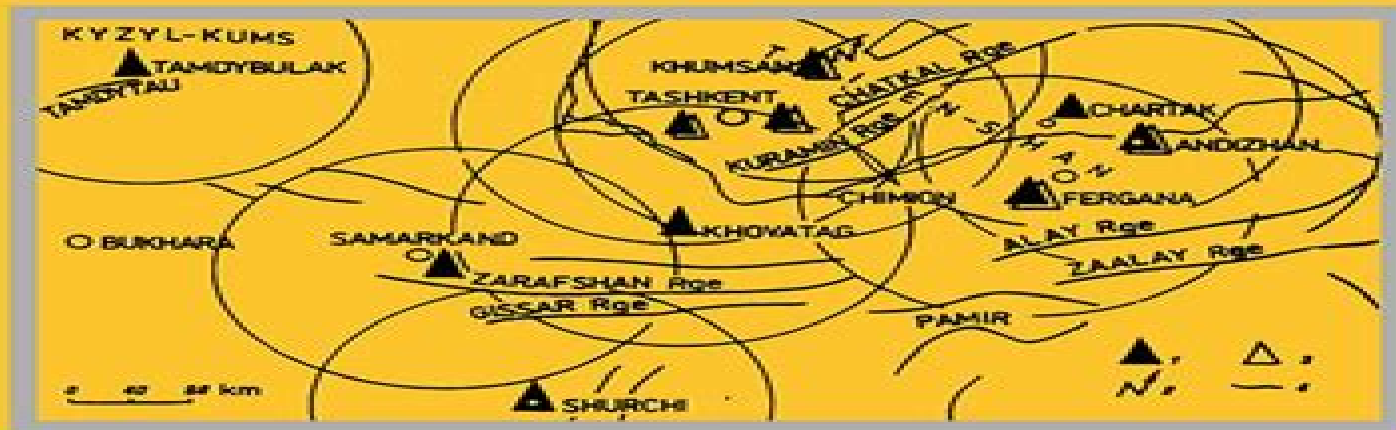 KYZYL-KUMS
TAMDYBULAK
TAMDYTAU
KHUMSAN
TASHKENT
CHATKAL Rge
KURAMIN Rge
CHARTAK
ANDIZHAN
CHIMION
FERGANA
BUKHARA
SAMARKAND
KHOVATAG
ALAY Rge
ZAALAY Rge
ZARAFSHAN Rge
GISSAR Rge
PAMIR
km
SHURCHI